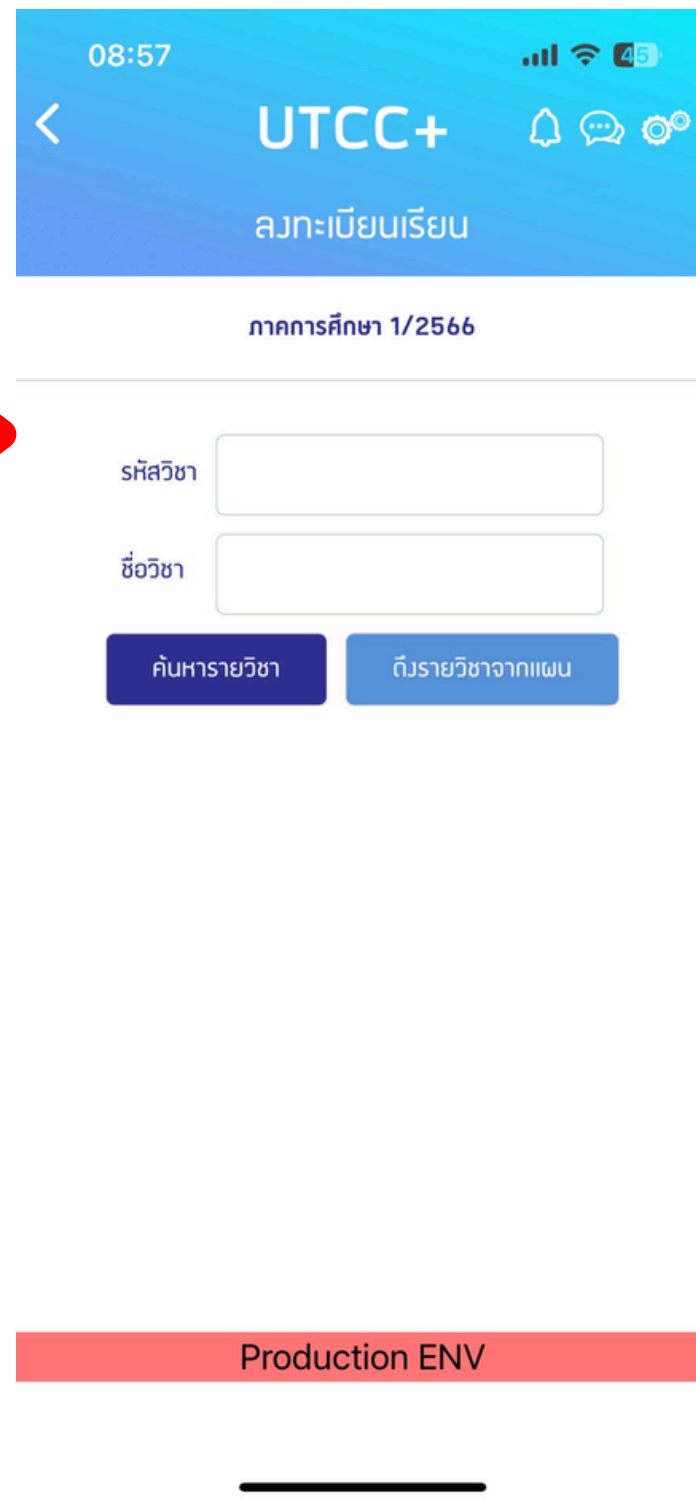 08:57
45
UTCC+
ลงทะเบียนเรียน
ภาคการศึกษา 1/2566
รหัสวิชา
ชื่อวิชา
ค้นหารายวิชา ดึงรายวิชาจากแผน
Production ENV